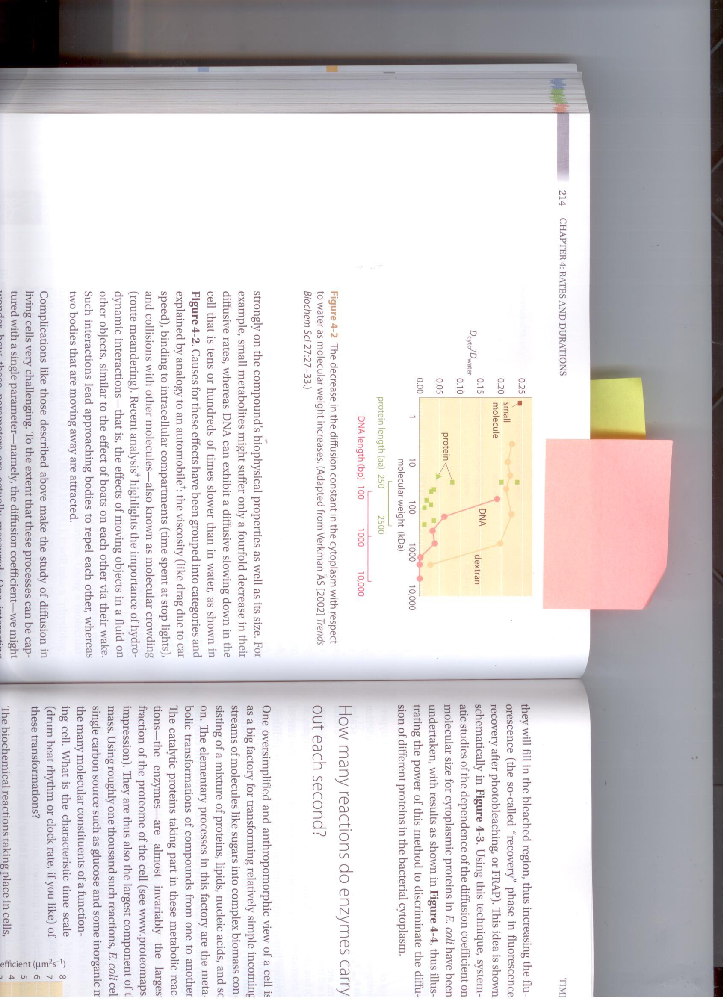 214 CHAPTER 4: RATES AND DURATIONS
0.25
0.20
0.15
0.10
0.05
0.00
Dcyto/Dwater
small
molecule
protein
DNA
dextran
1 10 100 1000 10,000
molecular weight (kDa)
protein length (aa) 250 2500
DNA length (bp) 100 1000 10,000
Figure 4-2 The decrease in the diffusion constant in the cytoplasm with respect
to water as molecular weight increases. (Adapted from Verkman AS [2002] Trends
Biochem Sci 27:27–33.)
strongly on the compound's biophysical properties as well as its size. For
example, small metabolites might suffer only a fourfold decrease in their
diffusive rates, whereas DNA can exhibit a diffusive slowing down in the
cell that is tens or hundreds of times slower than in water, as shown in
Figure 4-2. Causes for these effects have been grouped into categories and
explained by analogy to an automobile†: the viscosity (like drag due to car
speed), binding to intracellular compartments (time spent at stop lights),
and collisions with other molecules—also known as molecular crowding
(route meandering). Recent analysis‡ highlights the importance of hydro-
dynamic interactions—that is, the effects of moving objects in a fluid on
other objects, similar to the effect of boats on each other via their wake.
Such interactions lead approaching bodies to repel each other, whereas
two bodies that are moving away are attracted.
Complications like those described above make the study of diffusion in
living cells very challenging. To the extent that these processes can be cap-
tured with a single parameter—namely, the diffusion coefficient—we might
wonder how these parameters are actually measured. One interesting
TIM
they will fill in the bleached region, thus increasing the flu-
orescence (the so-called “recovery” phase in fluorescence
recovery after photobleaching, or FRAP). This idea is shown
schematically in Figure 4-3. Using this technique, system-
atic studies of the dependence of the diffusion coefficient on
molecular size for cytoplasmic proteins in E. coli have been
undertaken, with results as shown in Figure 4-4, thus illus-
trating the power of this method to discriminate the diffu-
sion of different proteins in the bacterial cytoplasm.
How many reactions do enzymes carry
out each second?
One oversimplified and anthropomorphic view of a cell is
as a big factory for transforming relatively simple incoming
streams of molecules like sugars into complex biomass con-
sisting of a mixture of proteins, lipids, nucleic acids, and so
on. The elementary processes in this factory are the meta-
bolic transformations of compounds from one to another
The catalytic proteins taking part in these metabolic reac-
tions—the enzymes—are almost invariably the larges
fraction of the proteome of the cell (see www.proteomaps
impression). They are thus also the largest component of t
mass. Using roughly one thousand such reactions, E. coli cel
single carbon source such as glucose and some inorganic m
the many molecular constituents of a function-
ing cell. What is the characteristic time scale
(drum beat rhythm or clock rate, if you like) of
these transformations?
The biochemical reactions taking place in cells,
efficient (μm²s⁻¹)
8
7
6
5
4